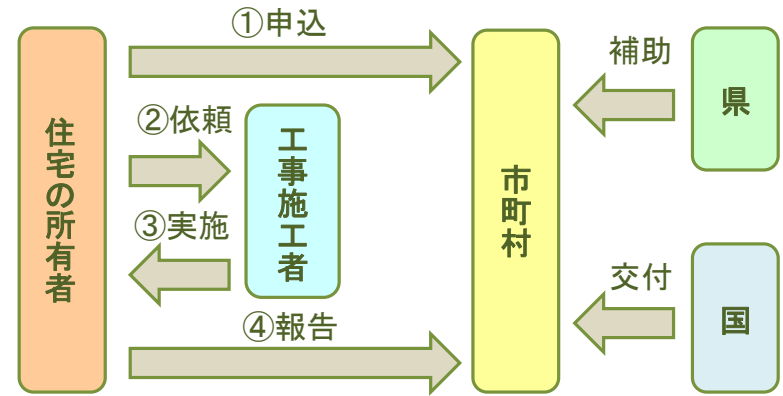 ①申込
補助
県
②依頼
住宅の所有者
工事施工者
市町村
③実施
交付
国
④報告